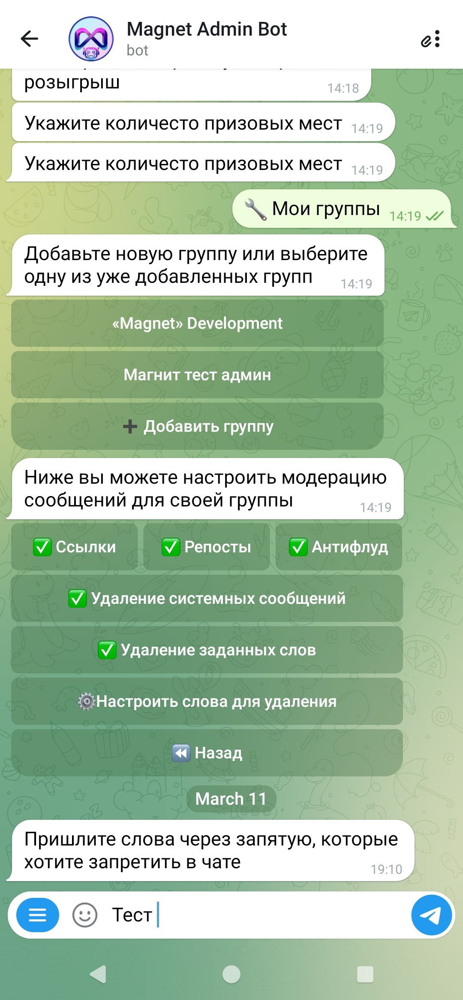 Magnet Admin Bot
bot
розыгрыш
14:18
Укажите количесто призовых мест 14:19
Укажите количесто призовых мест 14:19
🔧 Мои группы 14:19
Добавьте новую группу или выберите
одну из уже добавленных групп 14:19
«Magnet» Development
Магнит тест админ
➕ Добавить группу
Ниже вы можете настроить модерацию
сообщений для своей группы 14:19
✅ Ссылки ✅ Репосты ✅ Антифлуд
✅ Удаление системных сообщений
✅ Удаление заданных слов
⚙️Настроить слова для удаления
⏪ Назад
March 11
Пришлите слова через запятую, которые
хотите запретить в чате 19:10
Тест